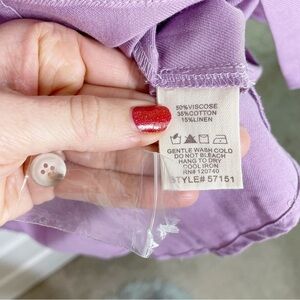 50%VISCOSE
35%COTTON
15%LINEN
GENTLE WASH COLD
DO NOT BLEACH
HANG TO DRY
COOL IRON
RN# 120740
STYLE# 57151